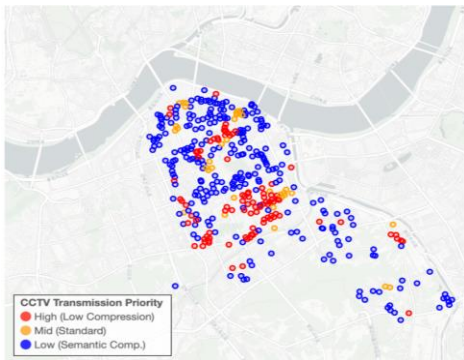 CCTV Transmission Priority
High (Low Compression)
Mid (Standard)
Low (Semantic Comp.)